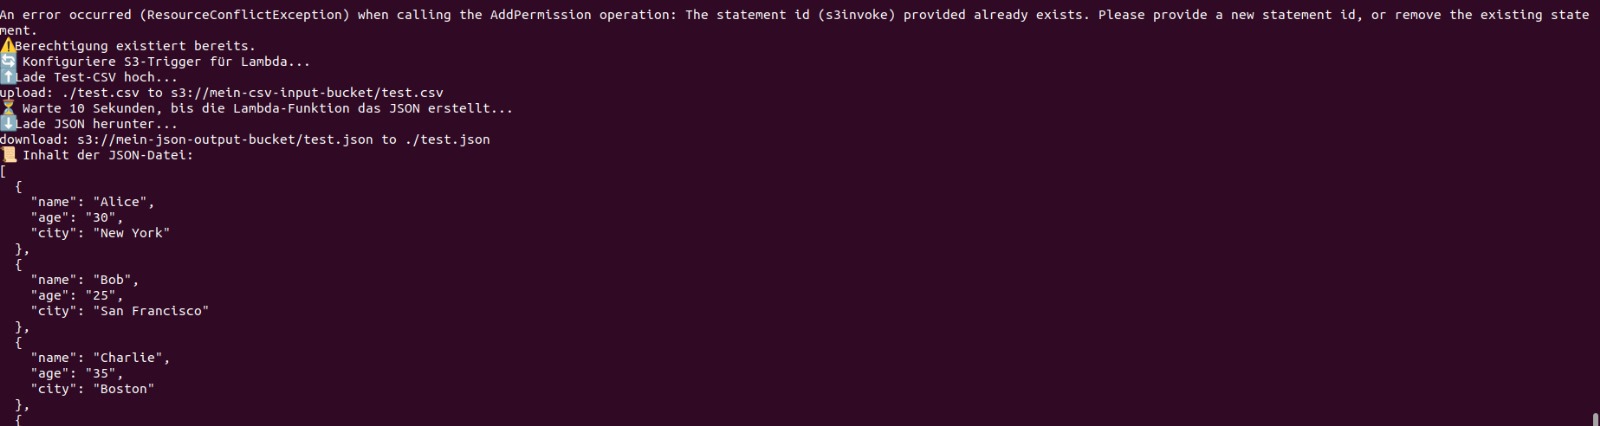 An error occurred (ResourceConflictException) when calling the AddPermission operation: The statement id (s3invoke) provided already exists. Please provide a new statement id, or remove the existing state
ment.
⚠️Berechtigung existiert bereits.
🔄 Konfiguriere S3-Trigger für Lambda...
⬆️Lade Test-CSV hoch...
upload: ./test.csv to s3://mein-csv-input-bucket/test.csv
⏳ Warte 10 Sekunden, bis die Lambda-Funktion das JSON erstellt...
⬇️Lade JSON herunter...
download: s3://mein-json-output-bucket/test.json to ./test.json
📜 Inhalt der JSON-Datei:
[
  {
    "name": "Alice",
    "age": "30",
    "city": "New York"
  },
  {
    "name": "Bob",
    "age": "25",
    "city": "San Francisco"
  },
  {
    "name": "Charlie",
    "age": "35",
    "city": "Boston"
  },
  {